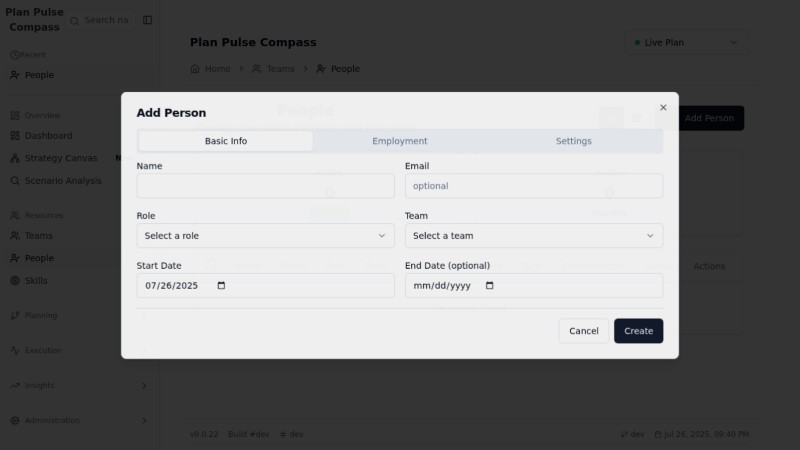 Plan Pulse
Compass
Search na
Recent
People
Overview
Dashboard
Strategy Canvas N
Scenario Analysis
Resources
Teams
People
Skills
Planning
Execution
Insights
Administration
Plan Pulse Compass
Live Plan
Home > Teams > People
People
Add Person
Actions
Add Person
Basic Info Employment Settings
Name Email
optional
Role Team
Select a role Select a team
Start Date End Date (optional)
07/26/2025 mm/dd/yyyy
Cancel Create
v0.0.22 Build #dev # dev dev Jul 26, 2025, 09:40 PM